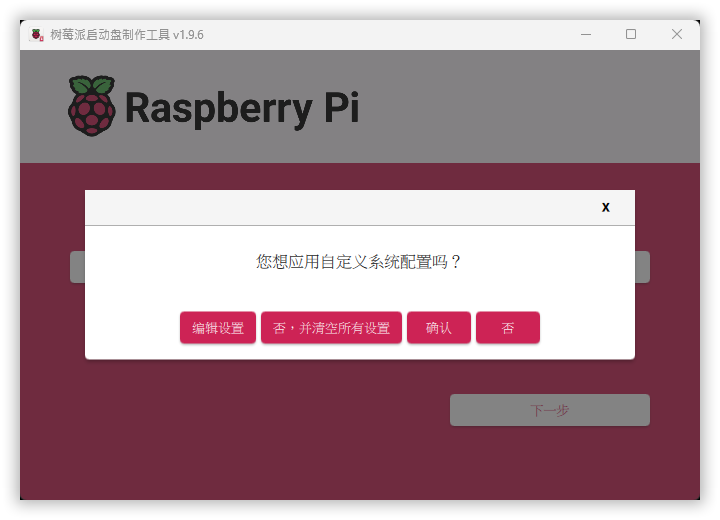 树莓派启动盘制作工具 v1.9.6
Raspberry Pi
X
您想应用自定义系统配置吗？
编辑设置
否，并清空所有设置
确认
否
下一步